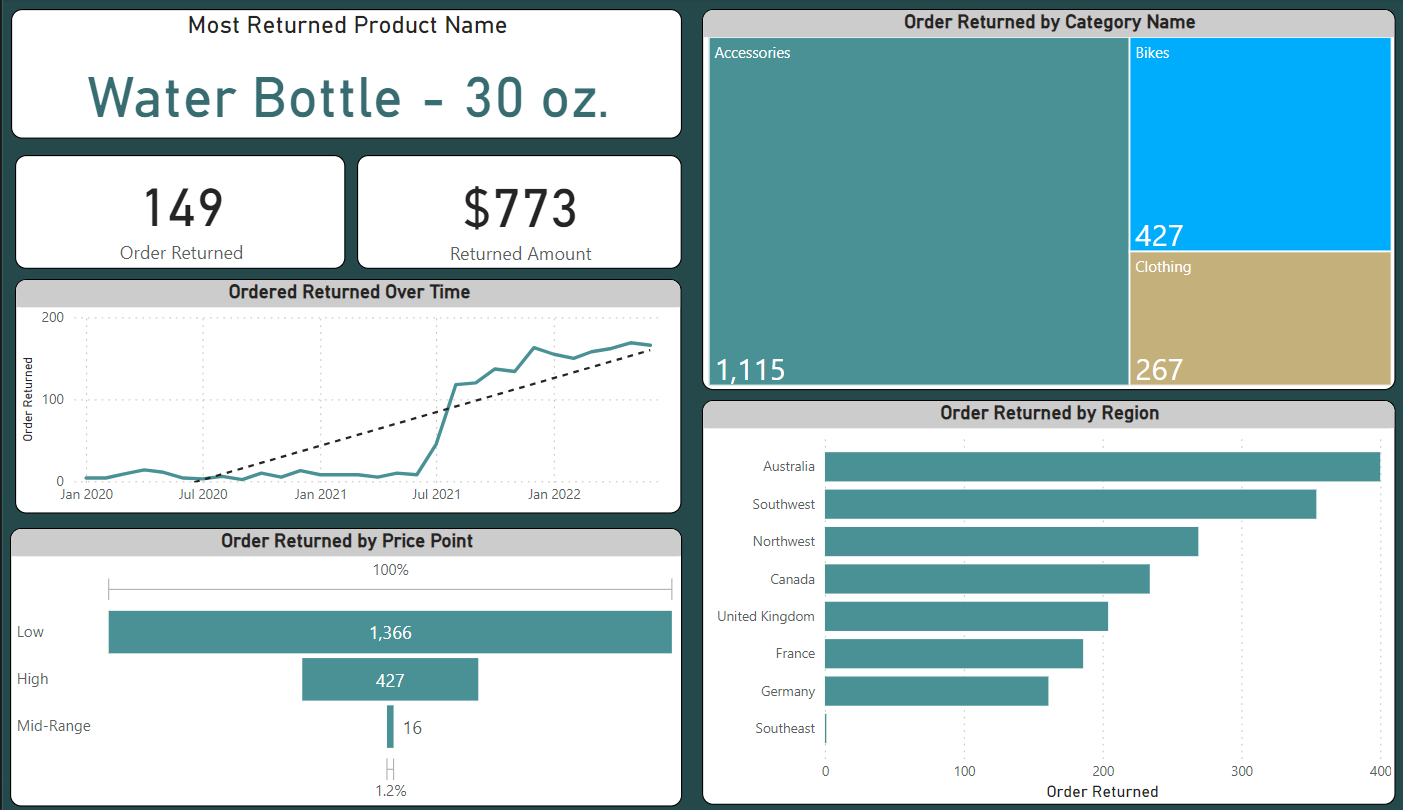 Most Returned Product Name
Water Bottle - 30 oz.
149
Order Returned
$773
Returned Amount
Ordered Returned Over Time
Order Returned
200
100
0
Jan 2020 Jul 2020 Jan 2021 Jul 2021 Jan 2022
Order Returned by Price Point
100%
Low 1,366
High 427
Mid-Range 16
1.2%
Order Returned by Category Name
Accessories
1,115
Bikes
427
Clothing
267
Order Returned by Region
Australia
Southwest
Northwest
Canada
United Kingdom
France
Germany
Southeast
0 100 200 300 400
Order Returned